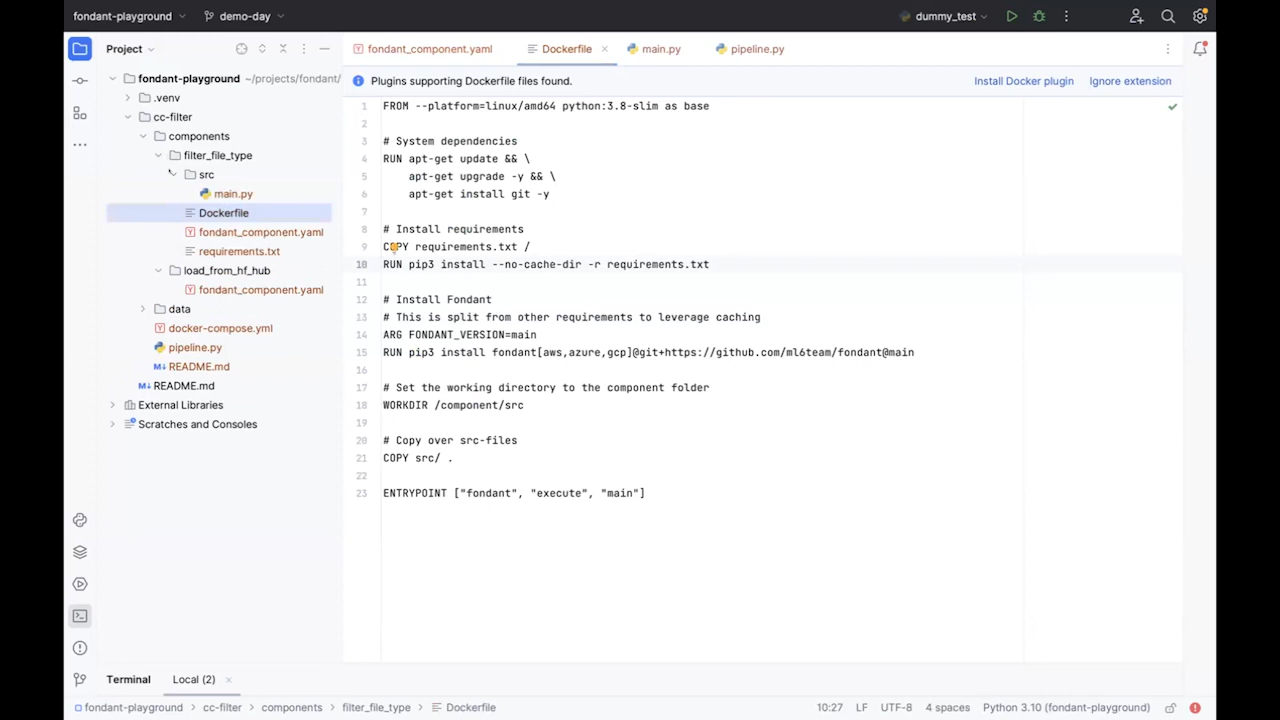 fondant-playground
demo-day
dummy_test
Project
fondant-playground ~/projects/fondant/
.venv
cc-filter
components
filter_file_type
src
main.py
Dockerfile
fondant_component.yaml
requirements.txt
load_from_hf_hub
fondant_component.yaml
data
docker-compose.yml
pipeline.py
README.md
README.md
External Libraries
Scratches and Consoles
fondant_component.yaml
Dockerfile
main.py
pipeline.py
Plugins supporting Dockerfile files found.
Install Docker plugin
Ignore extension
1 FROM --platform=linux/amd64 python:3.8-slim as base
2
3 # System dependencies
4 RUN apt-get update && \
5 apt-get upgrade -y && \
6 apt-get install git -y
7
8 # Install requirements
9 COPY requirements.txt /
10 RUN pip3 install --no-cache-dir -r requirements.txt
11
12 # Install Fondant
13 # This is split from other requirements to leverage caching
14 ARG FONDANT_VERSION=main
15 RUN pip3 install fondant[aws,azure,gcp]@git+https://github.com/ml6team/fondant@main
16
17 # Set the working directory to the component folder
18 WORKDIR /component/src
19
20 # Copy over src-files
21 COPY src/ .
22
23 ENTRYPOINT ["fondant", "execute", "main"]
Terminal
Local (2)
fondant-playground > cc-filter > components > filter_file_type > Dockerfile
10:27 LF UTF-8 4 spaces Python 3.10 (fondant-playground)